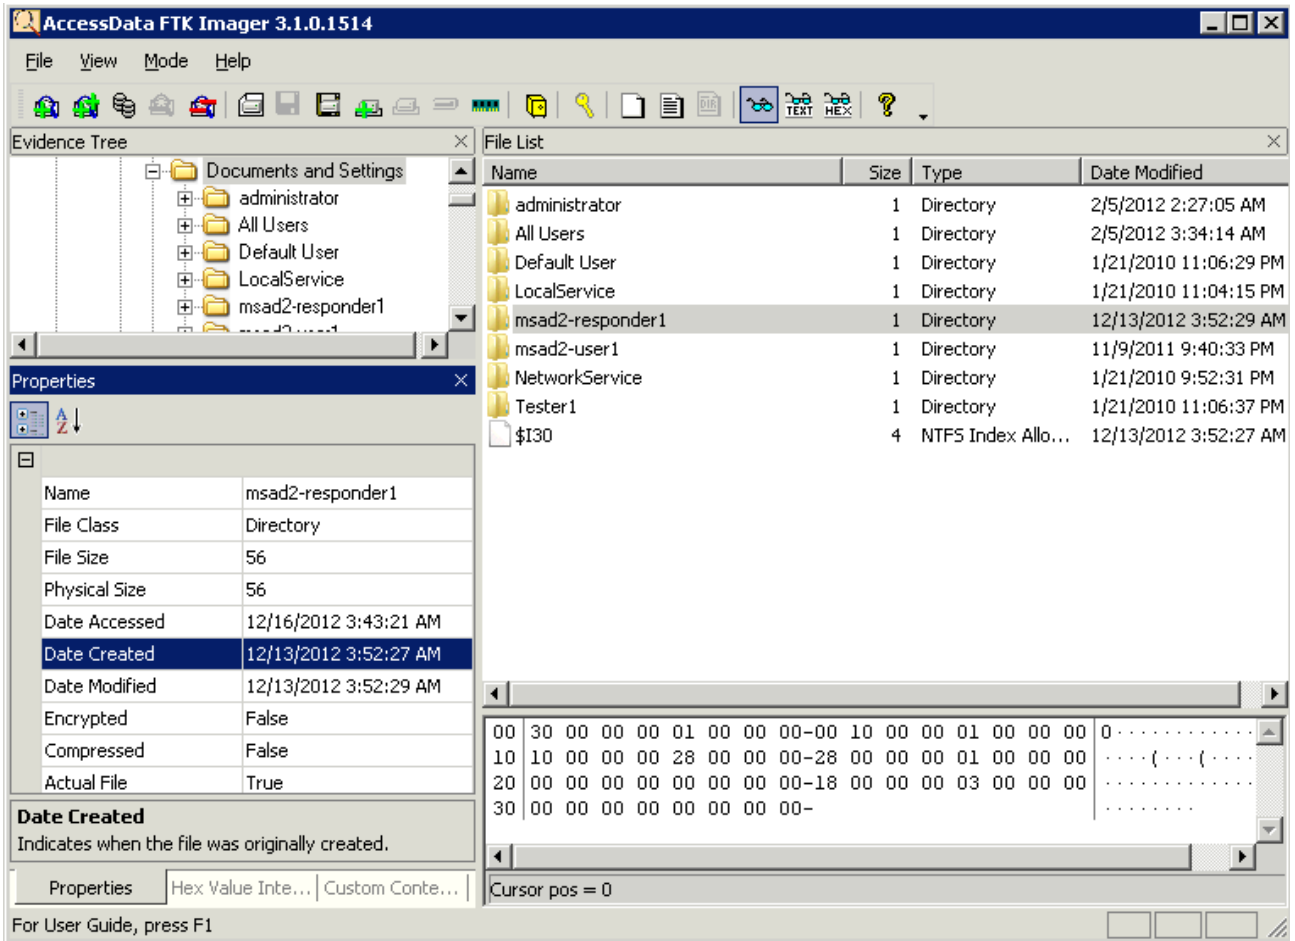 AccessData FTK Imager 3.1.0.1514
File View Mode Help
DIR TEXT HEX ?
Evidence Tree
Documents and Settings
administrator
All Users
Default User
LocalService
msad2-responder1
File List
Name Size Type Date Modified
administrator 1 Directory 2/5/2012 2:27:05 AM
All Users 1 Directory 2/5/2012 3:34:14 AM
Default User 1 Directory 1/21/2010 11:06:29 PM
LocalService 1 Directory 1/21/2010 11:04:15 PM
msad2-responder1 1 Directory 12/13/2012 3:52:29 AM
msad2-user1 1 Directory 11/9/2011 9:40:33 PM
NetworkService 1 Directory 1/21/2010 9:52:31 PM
Tester1 1 Directory 1/21/2010 11:06:37 PM
$I30 4 NTFS Index Allo... 12/13/2012 3:52:27 AM
Properties
A
Z
Name msad2-responder1
File Class Directory
File Size 56
Physical Size 56
Date Accessed 12/16/2012 3:43:21 AM
Date Created 12/13/2012 3:52:27 AM
Date Modified 12/13/2012 3:52:29 AM
Encrypted False
Compressed False
Actual File True
Date Created
Indicates when the file was originally created.
Properties Hex Value Inte... Custom Conte...
00 30 00 00 00 01 00 00 00-00 10 00 00 01 00 00 00 0············
10 10 00 00 00 28 00 00 00-28 00 00 00 01 00 00 00 ····(···(····
20 00 00 00 00 00 00 00 00-18 00 00 00 03 00 00 00 ·············
30 00 00 00 00 00 00 00 00- ········
Cursor pos = 0
For User Guide, press F1